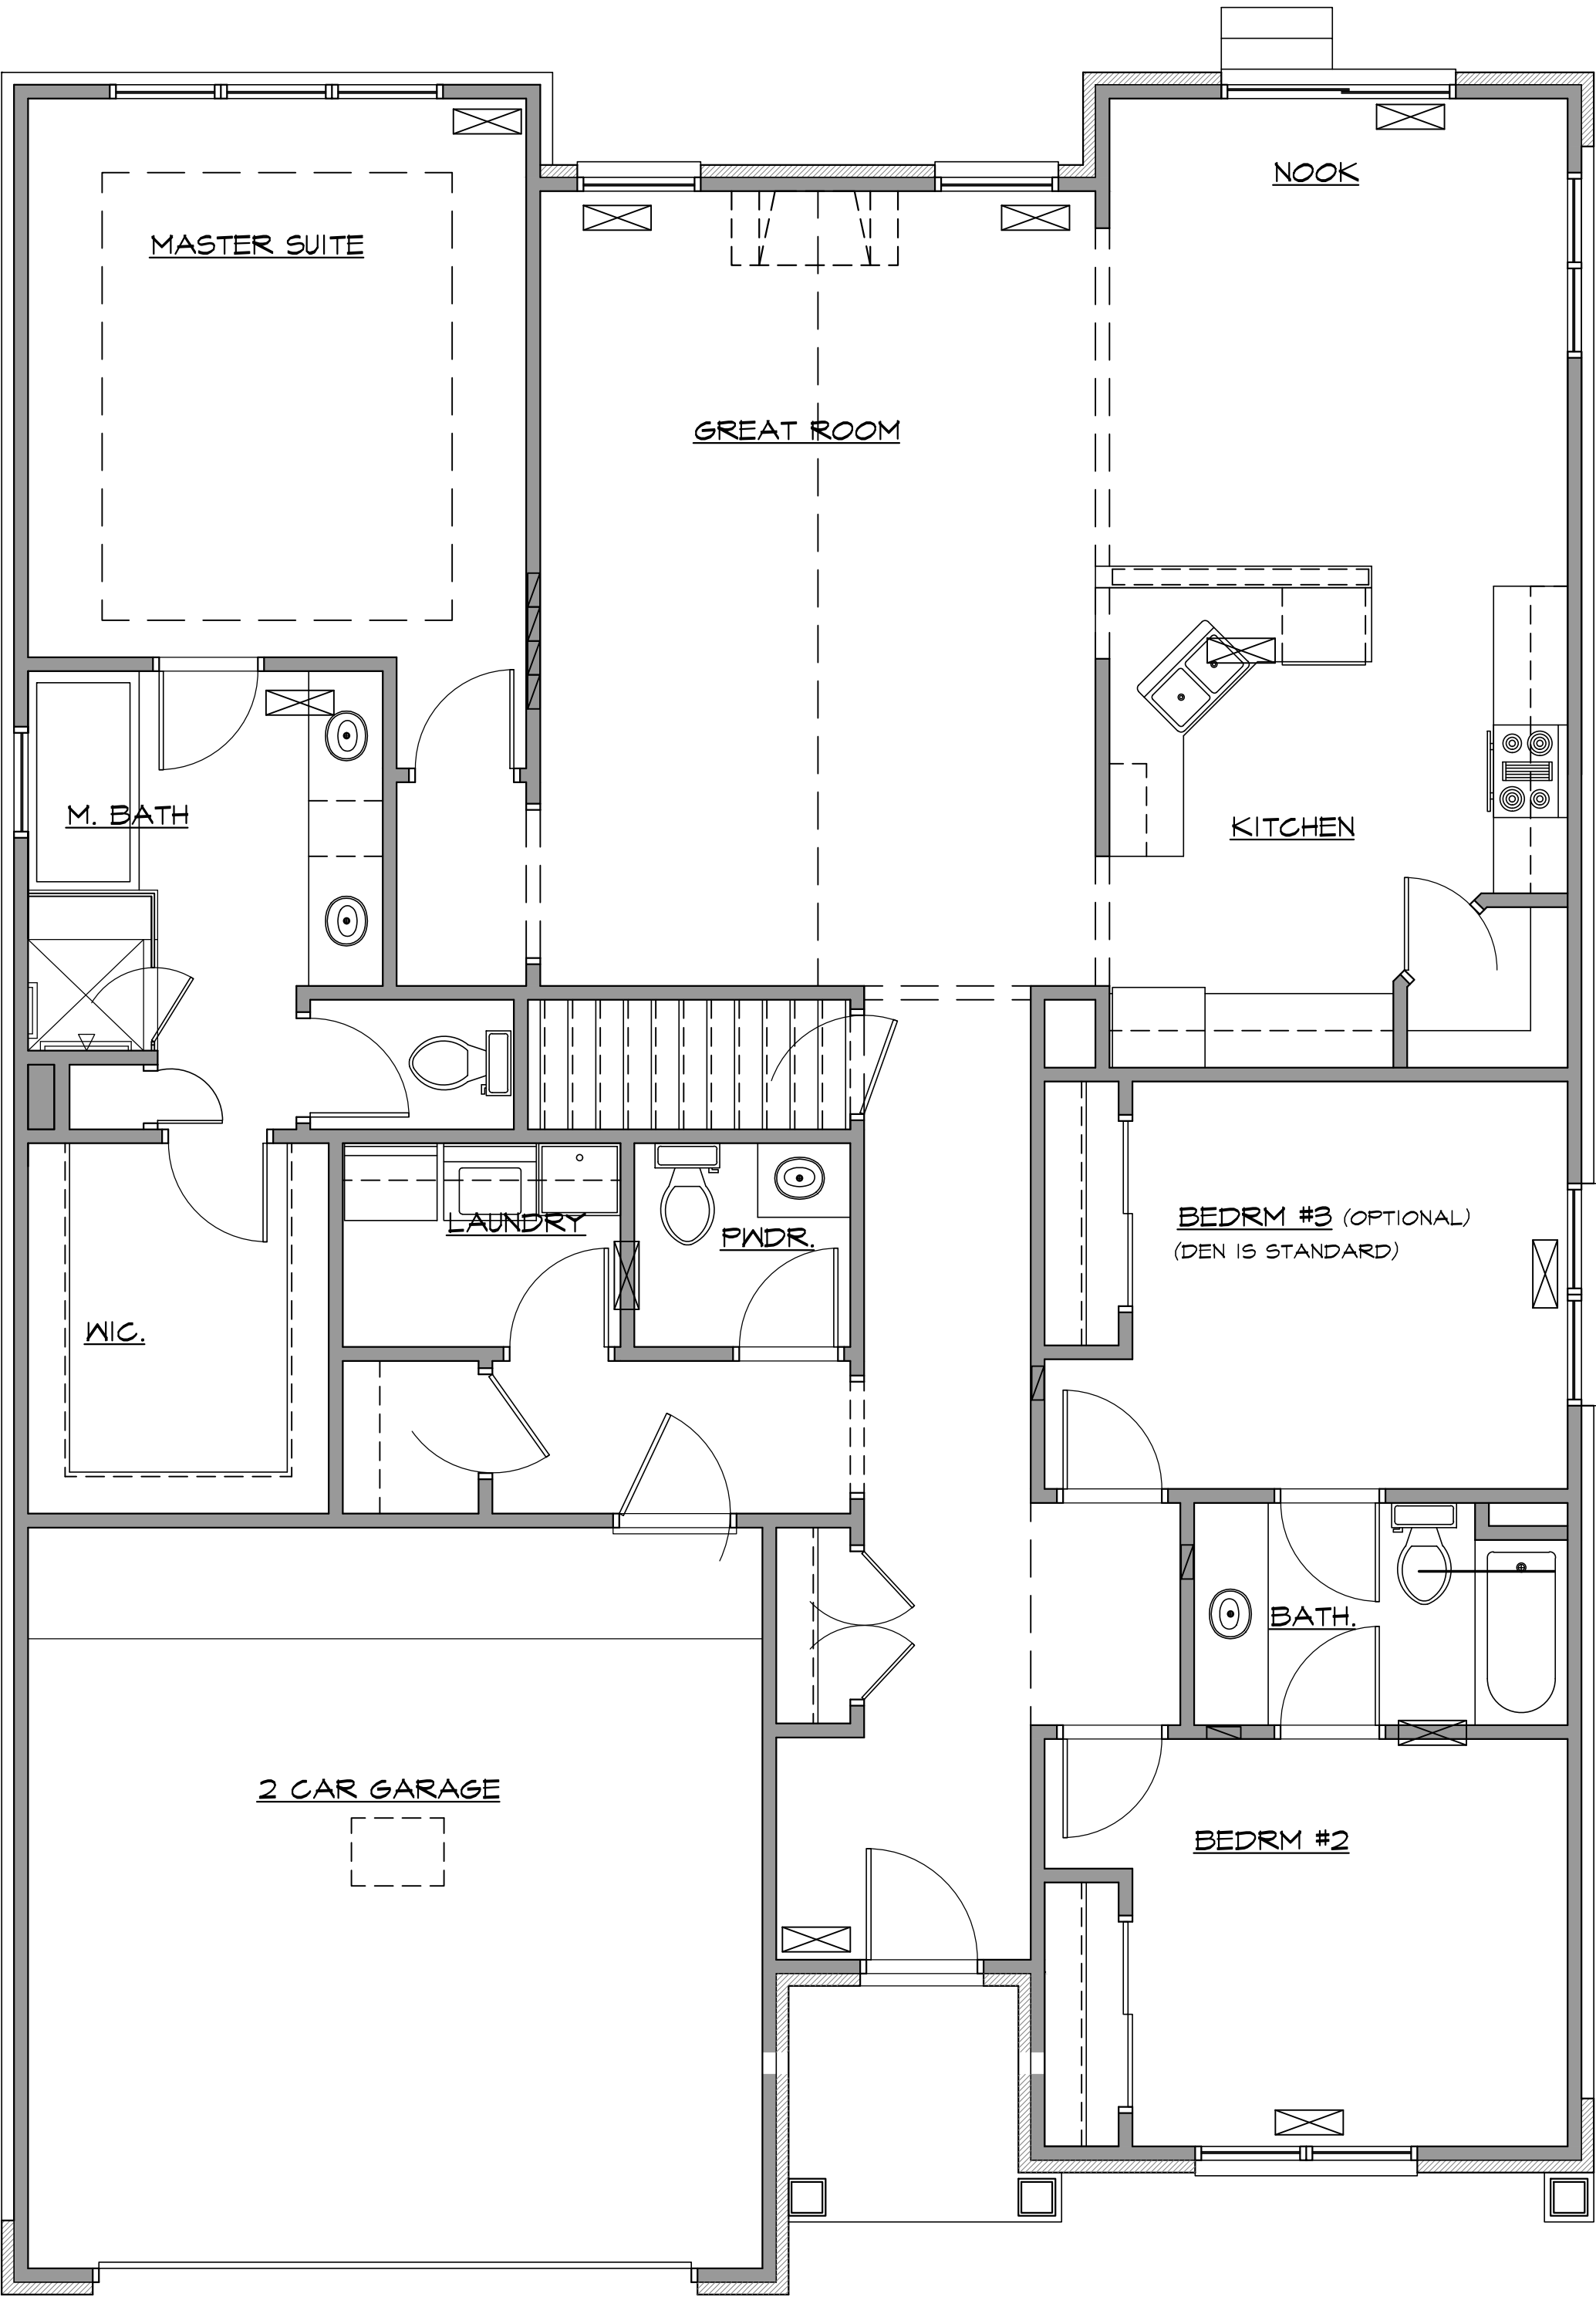 NOOK
MASTER SUITE
GREAT ROOM
M. BATH
KITCHEN
LAUNDRY
PWDR.
BEDRM #3 (OPTIONAL)
(DEN IS STANDARD)
WIC.
BATH.
2 CAR GARAGE
BEDRM #2